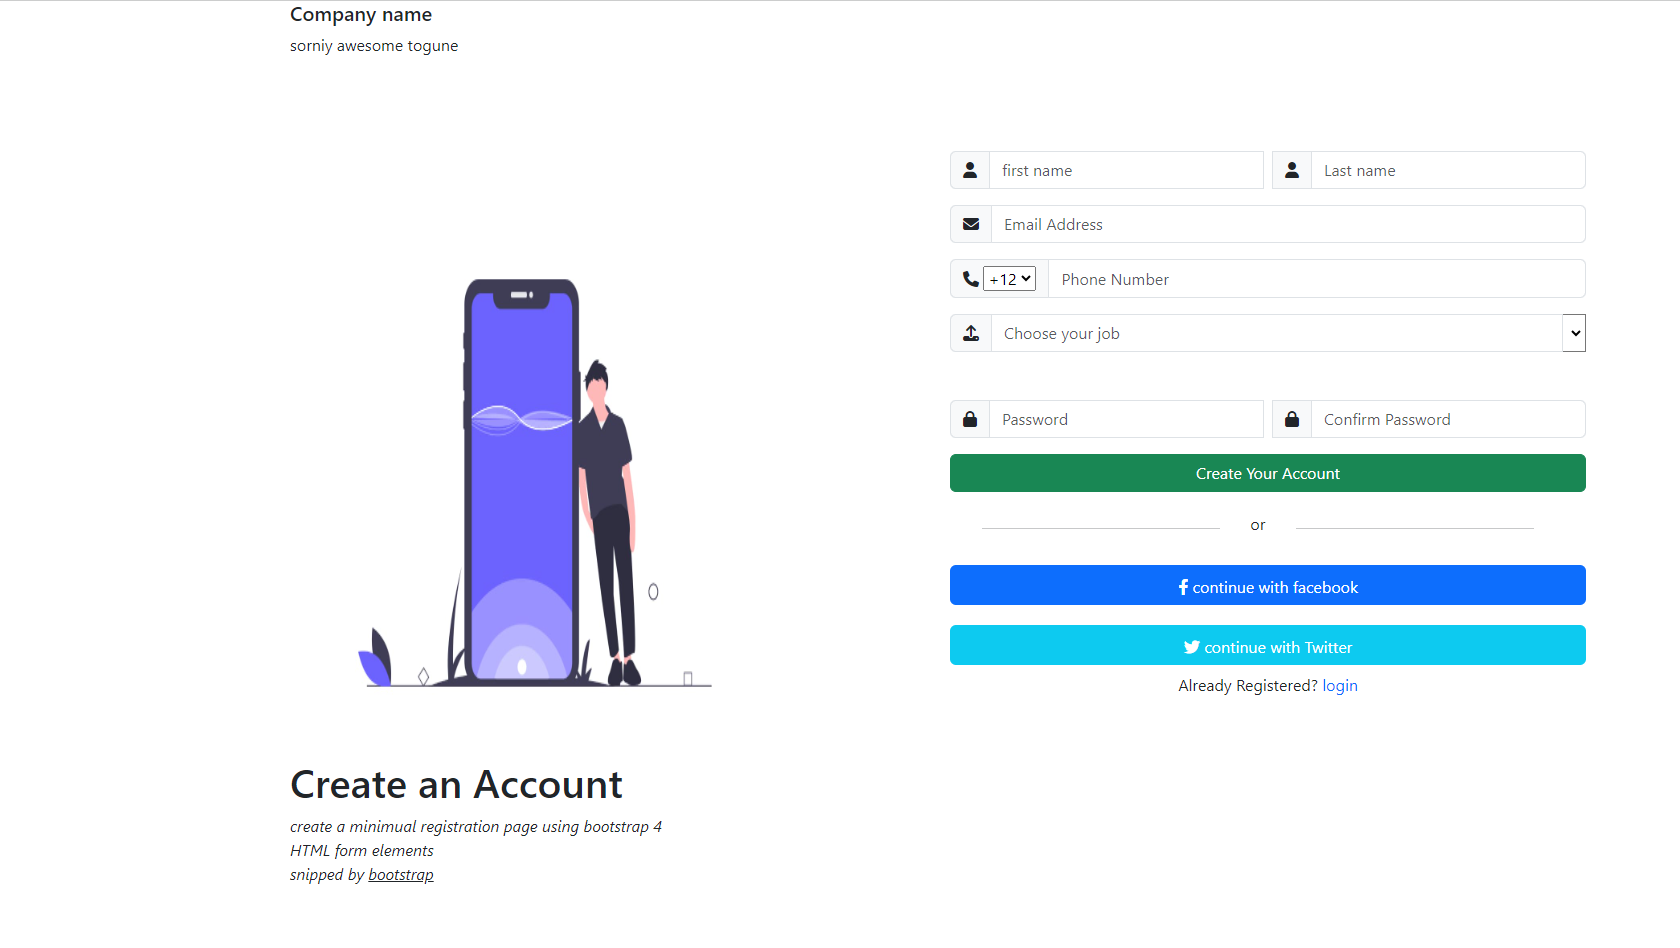 Company name
sorniy awesome togune
first name
Last name
Email Address
+12
Phone Number
Choose your job
Password
Confirm Password
Create Your Account
or
continue with facebook
continue with Twitter
Already Registered? login
Create an Account
create a minimual registration page using bootstrap 4
HTML form elements
snipped by bootstrap